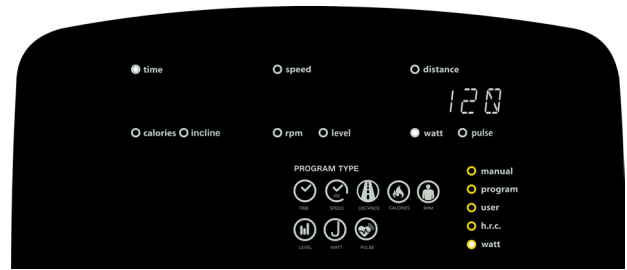 time speed distance
120
calories incline rpm level watt pulse
PROGRAM TYPE
manual
program
TIME SPEED DISTANCE CALORIES RPM
user
h.r.c.
LEVEL WATT PULSE
watt